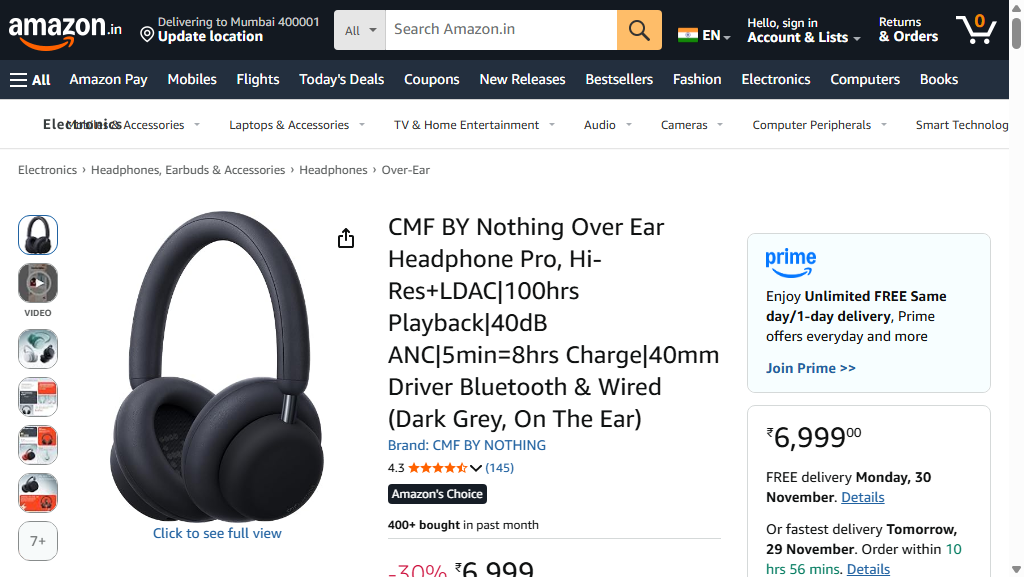 amazon.in
Delivering to Mumbai 400001
Update location
All
Search Amazon.in
EN
Hello, sign in
Account & Lists
Returns
& Orders
0
All
Amazon Pay
Mobiles
Flights
Today's Deals
Coupons
New Releases
Bestsellers
Fashion
Electronics
Computers
Books
Electronics
Mobiles & Accessories
Laptops & Accessories
TV & Home Entertainment
Audio
Cameras
Computer Peripherals
Smart Technolog
Electronics › Headphones, Earbuds & Accessories › Headphones › Over-Ear
VIDEO
7+
Click to see full view
CMF BY Nothing Over Ear
Headphone Pro, Hi-
Res+LDAC|100hrs
Playback|40dB
ANC|5min=8hrs Charge|40mm
Driver Bluetooth & Wired
(Dark Grey, On The Ear)
Brand: CMF BY NOTHING
4.3 (145)
Amazon's Choice
400+ bought in past month
-30% ₹6,999
prime
Enjoy Unlimited FREE Same
day/1-day delivery, Prime
offers everyday and more
Join Prime >>
₹6,99900
FREE delivery Monday, 30
November. Details
Or fastest delivery Tomorrow,
29 November. Order within 10
hrs 56 mins. Details